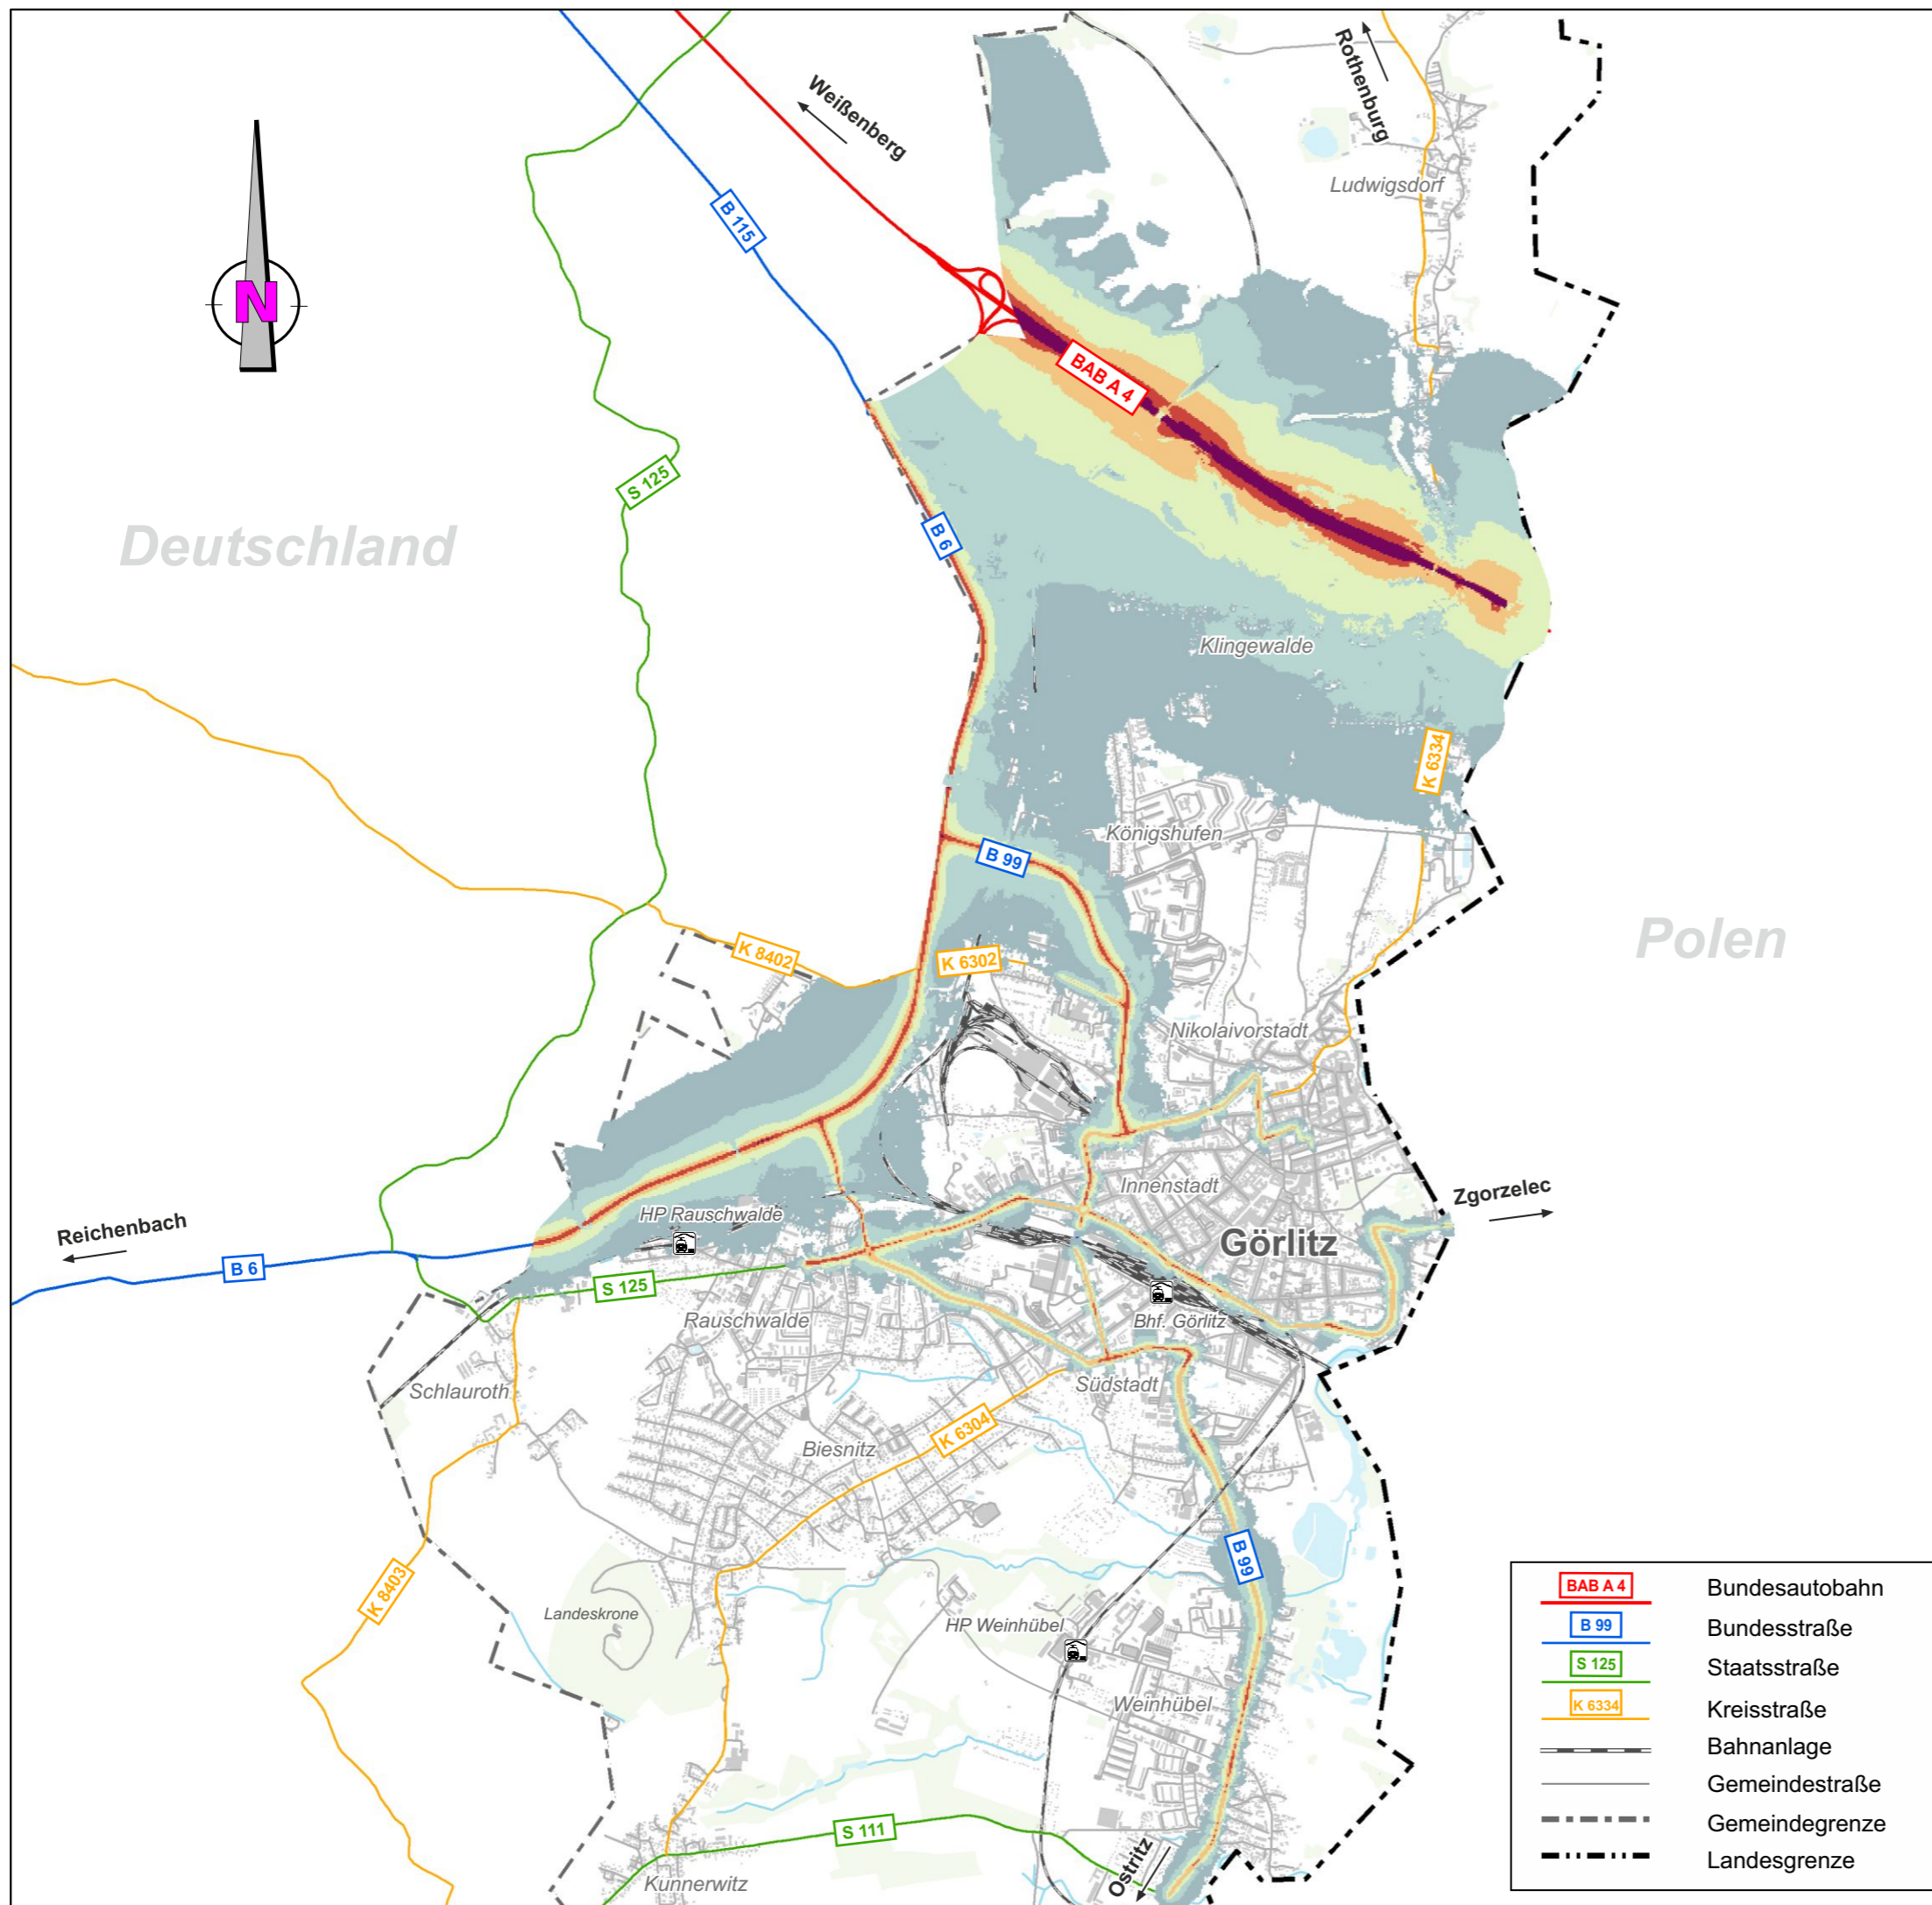 Weißenberg
Rothenburg
Ludwigsdorf
B 115
N
BAB A 4
S 125
B 6
Deutschland
Klingewalde
K 6334
Königshufen
B 99
Polen
K 8402
K 6302
Nikolaivorstadt
Innenstadt
Zgorzelec
Reichenbach
HP Rauschwalde
Görlitz
B 6
S 125
Rauschwalde
Bhf. Görlitz
Südstadt
Schlauroth
K 6304
Biesnitz
B 99
K 8403
Landeskrone
HP Weinhübel
Weinhübel
S 111
Ostritz
Kunnerwitz
BAB A 4 Bundesautobahn
B 99 Bundesstraße
S 125 Staatsstraße
K 6334 Kreisstraße
Bahnanlage
Gemeindestraße
Gemeindegrenze
Landesgrenze